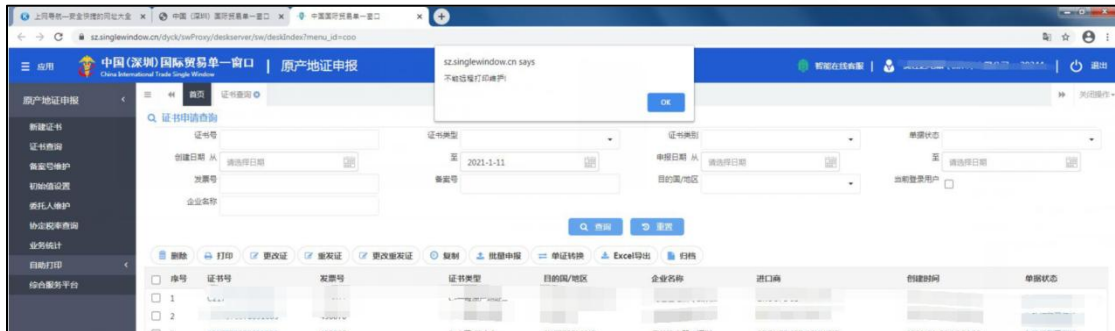 上网导航—安全快捷的网址大全
中国（深圳）国际贸易单一窗口
中国国际贸易单一窗口
sz.singlewindow.cn/dyck/swProxy/deskserver/sw/deskIndex?menu_id=coo
应用
中国(深圳)国际贸易单一窗口 | 原产地证申报
China International Trade Single Window
智能在线客服
退出
sz.singlewindow.cn says
不能远程打印维护!
OK
原产地证申报
新建证书
证书查询
备案号维护
初始值设置
委托人维护
协定税率查询
业务统计
自助打印
综合服务平台
首页 证书查询
关闭操作
证书申请查询
证书号 证书类型 证书类别 单据状态
创建日期 从 请选择日期 至 2021-1-11 申报日期 从 请选择日期 至 请选择日期
发票号 备案号 目的国/地区 当前登录用户
企业名称
查询 重置
删除 打印 更改证 重发证 更改重发证 复制 批量申报 单证转换 Excel导出 归档
序号 证书号 发票号 证书类型 目的国/地区 企业名称 进口商 创建时间 单据状态
1
2